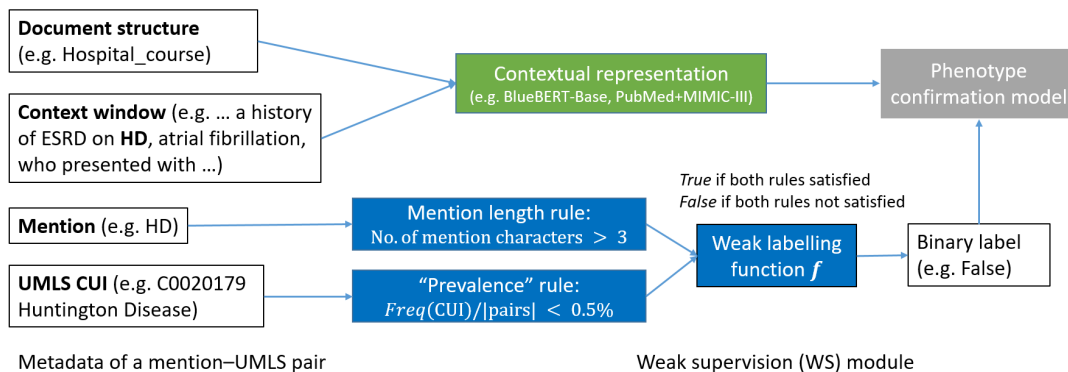 Document structure
(e.g. Hospital_course)
Context window (e.g. … a history
of ESRD on HD, atrial fibrillation,
who presented with …)
Mention (e.g. HD)
UMLS CUI (e.g. C0020179
Huntington Disease)
Metadata of a mention–UMLS pair
Contextual representation
(e.g. BlueBERT-Base, PubMed+MIMIC-III)
Phenotype
confirmation model
Mention length rule:
No. of mention characters > 3
"Prevalence" rule:
Freq(CUI)/|pairs| < 0.5%
True if both rules satisfied
False if both rules not satisfied
Weak labelling
function f
Binary label
(e.g. False)
Weak supervision (WS) module